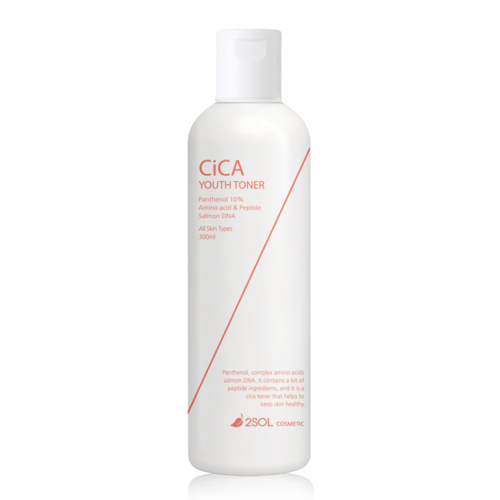 CiCA
YOUTH TONER
Panthenol 10%
Amino acid & Peptide
Salmon DNA
All Skin Types
300ml
Panthenol, complex amino acids
salmon DNA. It contains a lot of
peptide ingredients, and it is a
cica toner that helps to
keep skin healthy
2SOL COSMETIC